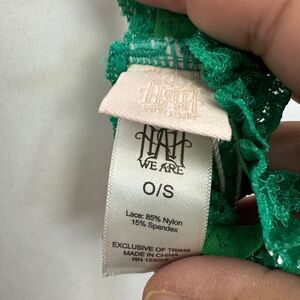 HAH
WE ARE
O/S
Lace: 85% Nylon
15% Spandex
EXCLUSIVE OF TRIMS
MADE IN CHINA